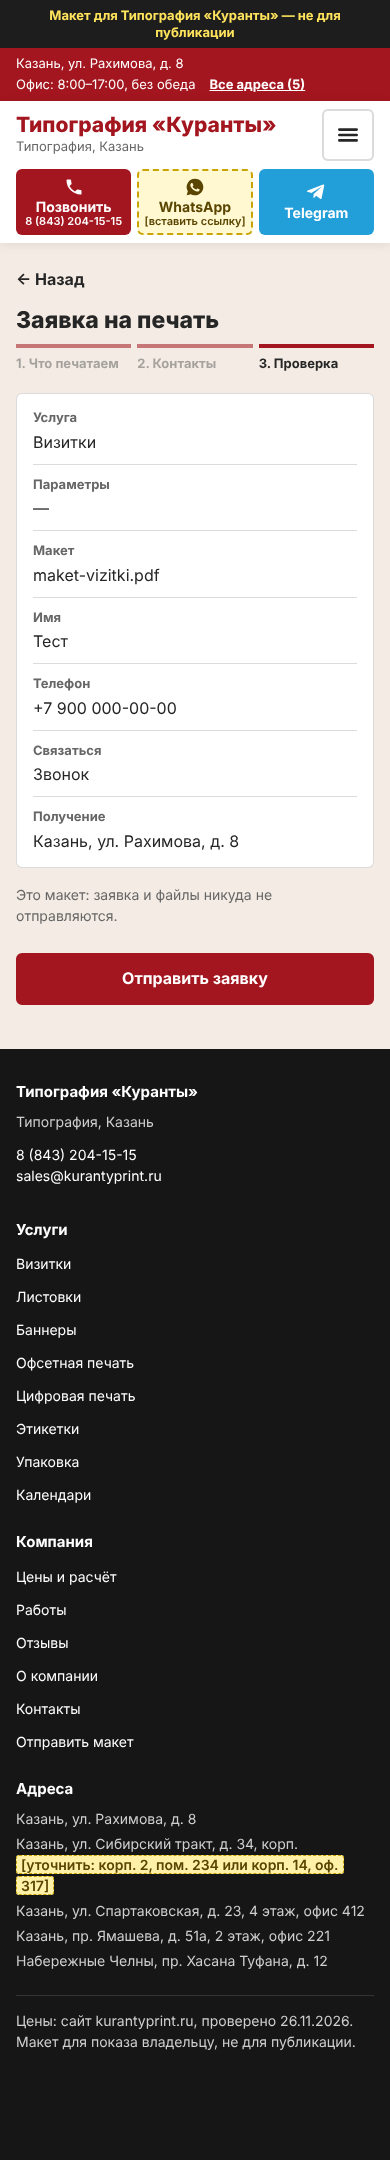 Макет для Типография «Куранты» — не для
публикации
Казань, ул. Рахимова, д. 8
Офис: 8:00–17:00, без обеда Все адреса (5)
Типография «Куранты»
Типография, Казань
Позвонить
8 (843) 204-15-15
WhatsApp
[вставить ссылку]
Telegram
← Назад
Заявка на печать
1. Что печатаем
2. Контакты
3. Проверка
Услуга
Визитки
Параметры
—
Макет
maket-vizitki.pdf
Имя
Тест
Телефон
+7 900 000-00-00
Связаться
Звонок
Получение
Казань, ул. Рахимова, д. 8
Это макет: заявка и файлы никуда не
отправляются.
Отправить заявку
Типография «Куранты»
Типография, Казань
8 (843) 204-15-15
sales@kurantyprint.ru
Услуги
Визитки
Листовки
Баннеры
Офсетная печать
Цифровая печать
Этикетки
Упаковка
Календари
Компания
Цены и расчёт
Работы
Отзывы
О компании
Контакты
Отправить макет
Адреса
Казань, ул. Рахимова, д. 8
Казань, ул. Сибирский тракт, д. 34, корп.
[уточнить: корп. 2, пом. 234 или корп. 14, оф.
317]
Казань, ул. Спартаковская, д. 23, 4 этаж, офис 412
Казань, пр. Ямашева, д. 51а, 2 этаж, офис 221
Набережные Челны, пр. Хасана Туфана, д. 12
Цены: сайт kurantyprint.ru, проверено 26.11.2026.
Макет для показа владельцу, не для публикации.